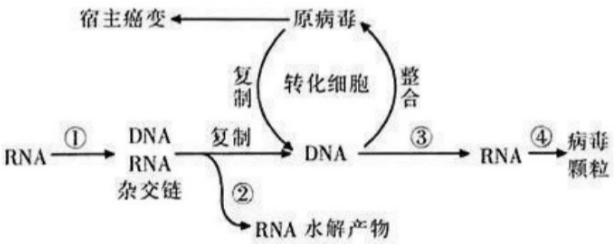 宿主癌变 原病毒
复制 转化细胞 整合
RNA ① DNA 复制 DNA ③ RNA ④ 病毒
RNA 颗粒
杂交链
②
RNA 水解产物